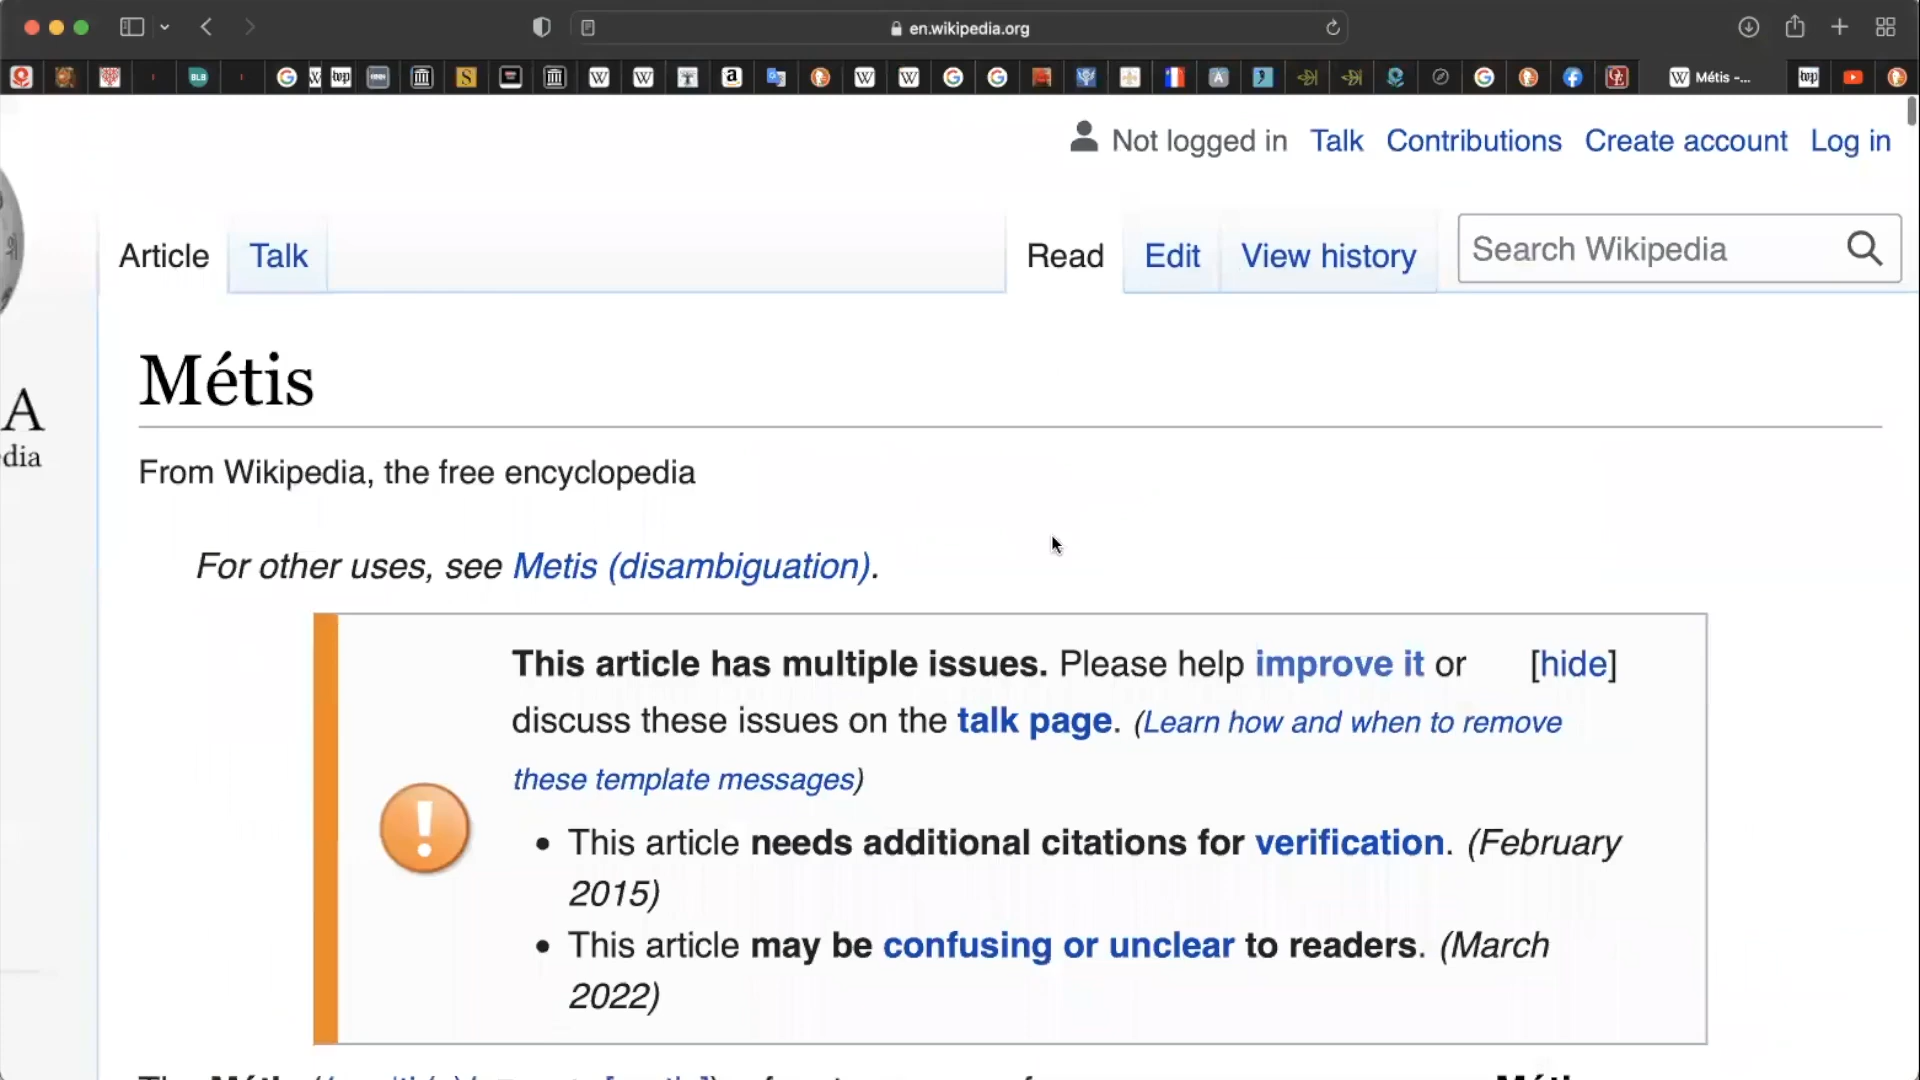 en.wikipedia.org
BLB
W
Métis -...
Not logged in Talk Contributions Create account Log in
Article Talk Read Edit View history Search Wikipedia
A
dia
Métis
From Wikipedia, the free encyclopedia
For other uses, see Metis (disambiguation).
This article has multiple issues. Please help improve it or [hide]
discuss these issues on the talk page. (Learn how and when to remove
these template messages)
• This article needs additional citations for verification. (February
2015)
• This article may be confusing or unclear to readers. (March
2022)